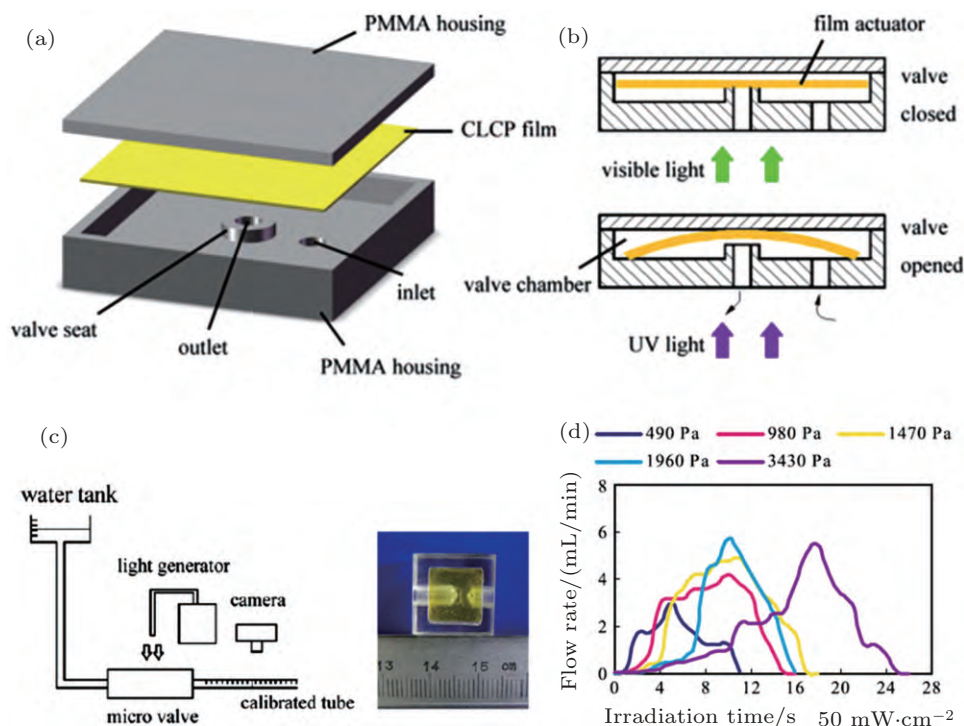 (a)
PMMA housing
CLCP film
inlet
valve seat
outlet
PMMA housing
(b)
film actuator
valve
closed
visible light
valve
opened
valve chamber
UV light
(c)
water tank
light generator
camera
micro valve
calibrated tube
13 14 15 cm
(d)
490 Pa 980 Pa 1470 Pa
1960 Pa 3430 Pa
Flow rate/(mL/min)
8
6
4
2
0
0 4 8 12 16 20 24 28
Irradiation time/s 50 mW·cm⁻²